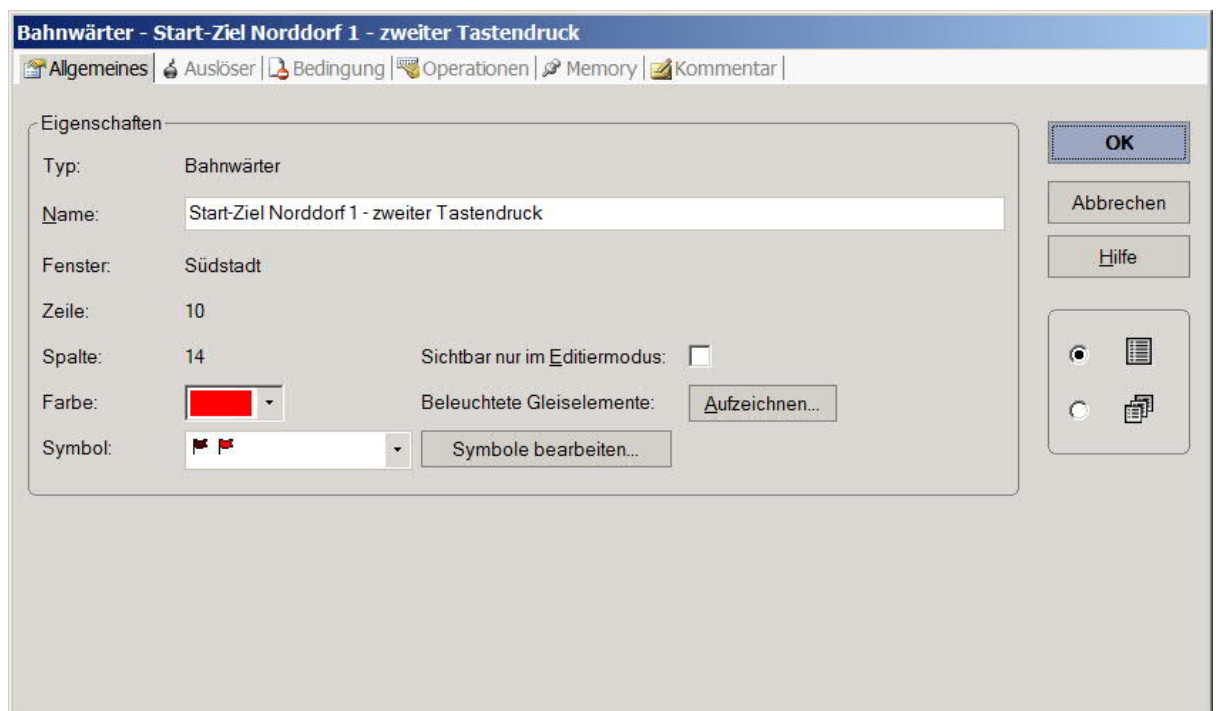 Bahnwärter - Start-Ziel Norddorf 1 - zweiter Tastendruck
Allgemeines Auslöser Bedingung Operationen Memory Kommentar
Eigenschaften
Typ: Bahnwärter
Name: Start-Ziel Norddorf 1 - zweiter Tastendruck
Fenster: Südstadt
Zeile: 10
Spalte: 14 Sichtbar nur im Editiermodus:
Farbe: Beleuchtete Gleiselemente: Aufzeichnen...
Symbol: Symbole bearbeiten...
OK
Abbrechen
Hilfe